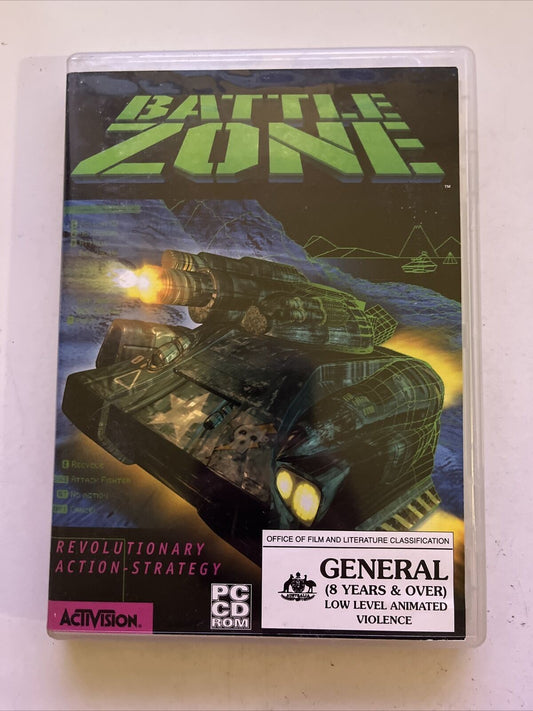 BATTLE
ZONE
™
RECYCLE
ATTACK FIGHTER
NO ACTION
REVOLUTIONARY
ACTION-STRATEGY
ACTIVISION.
PC
CD
ROM
OFFICE OF FILM AND LITERATURE CLASSIFICATION
AUSTRALIA
GENERAL
(8 YEARS & OVER)
LOW LEVEL ANIMATED
VIOLENCE